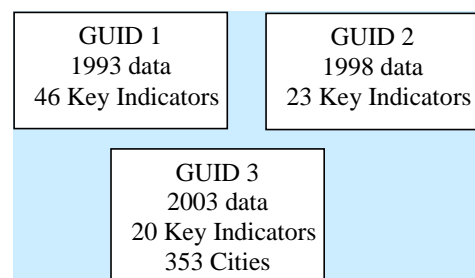 GUID 1
1993 data
46 Key Indicators
GUID 2
1998 data
23 Key Indicators
GUID 3
2003 data
20 Key Indicators
353 Cities